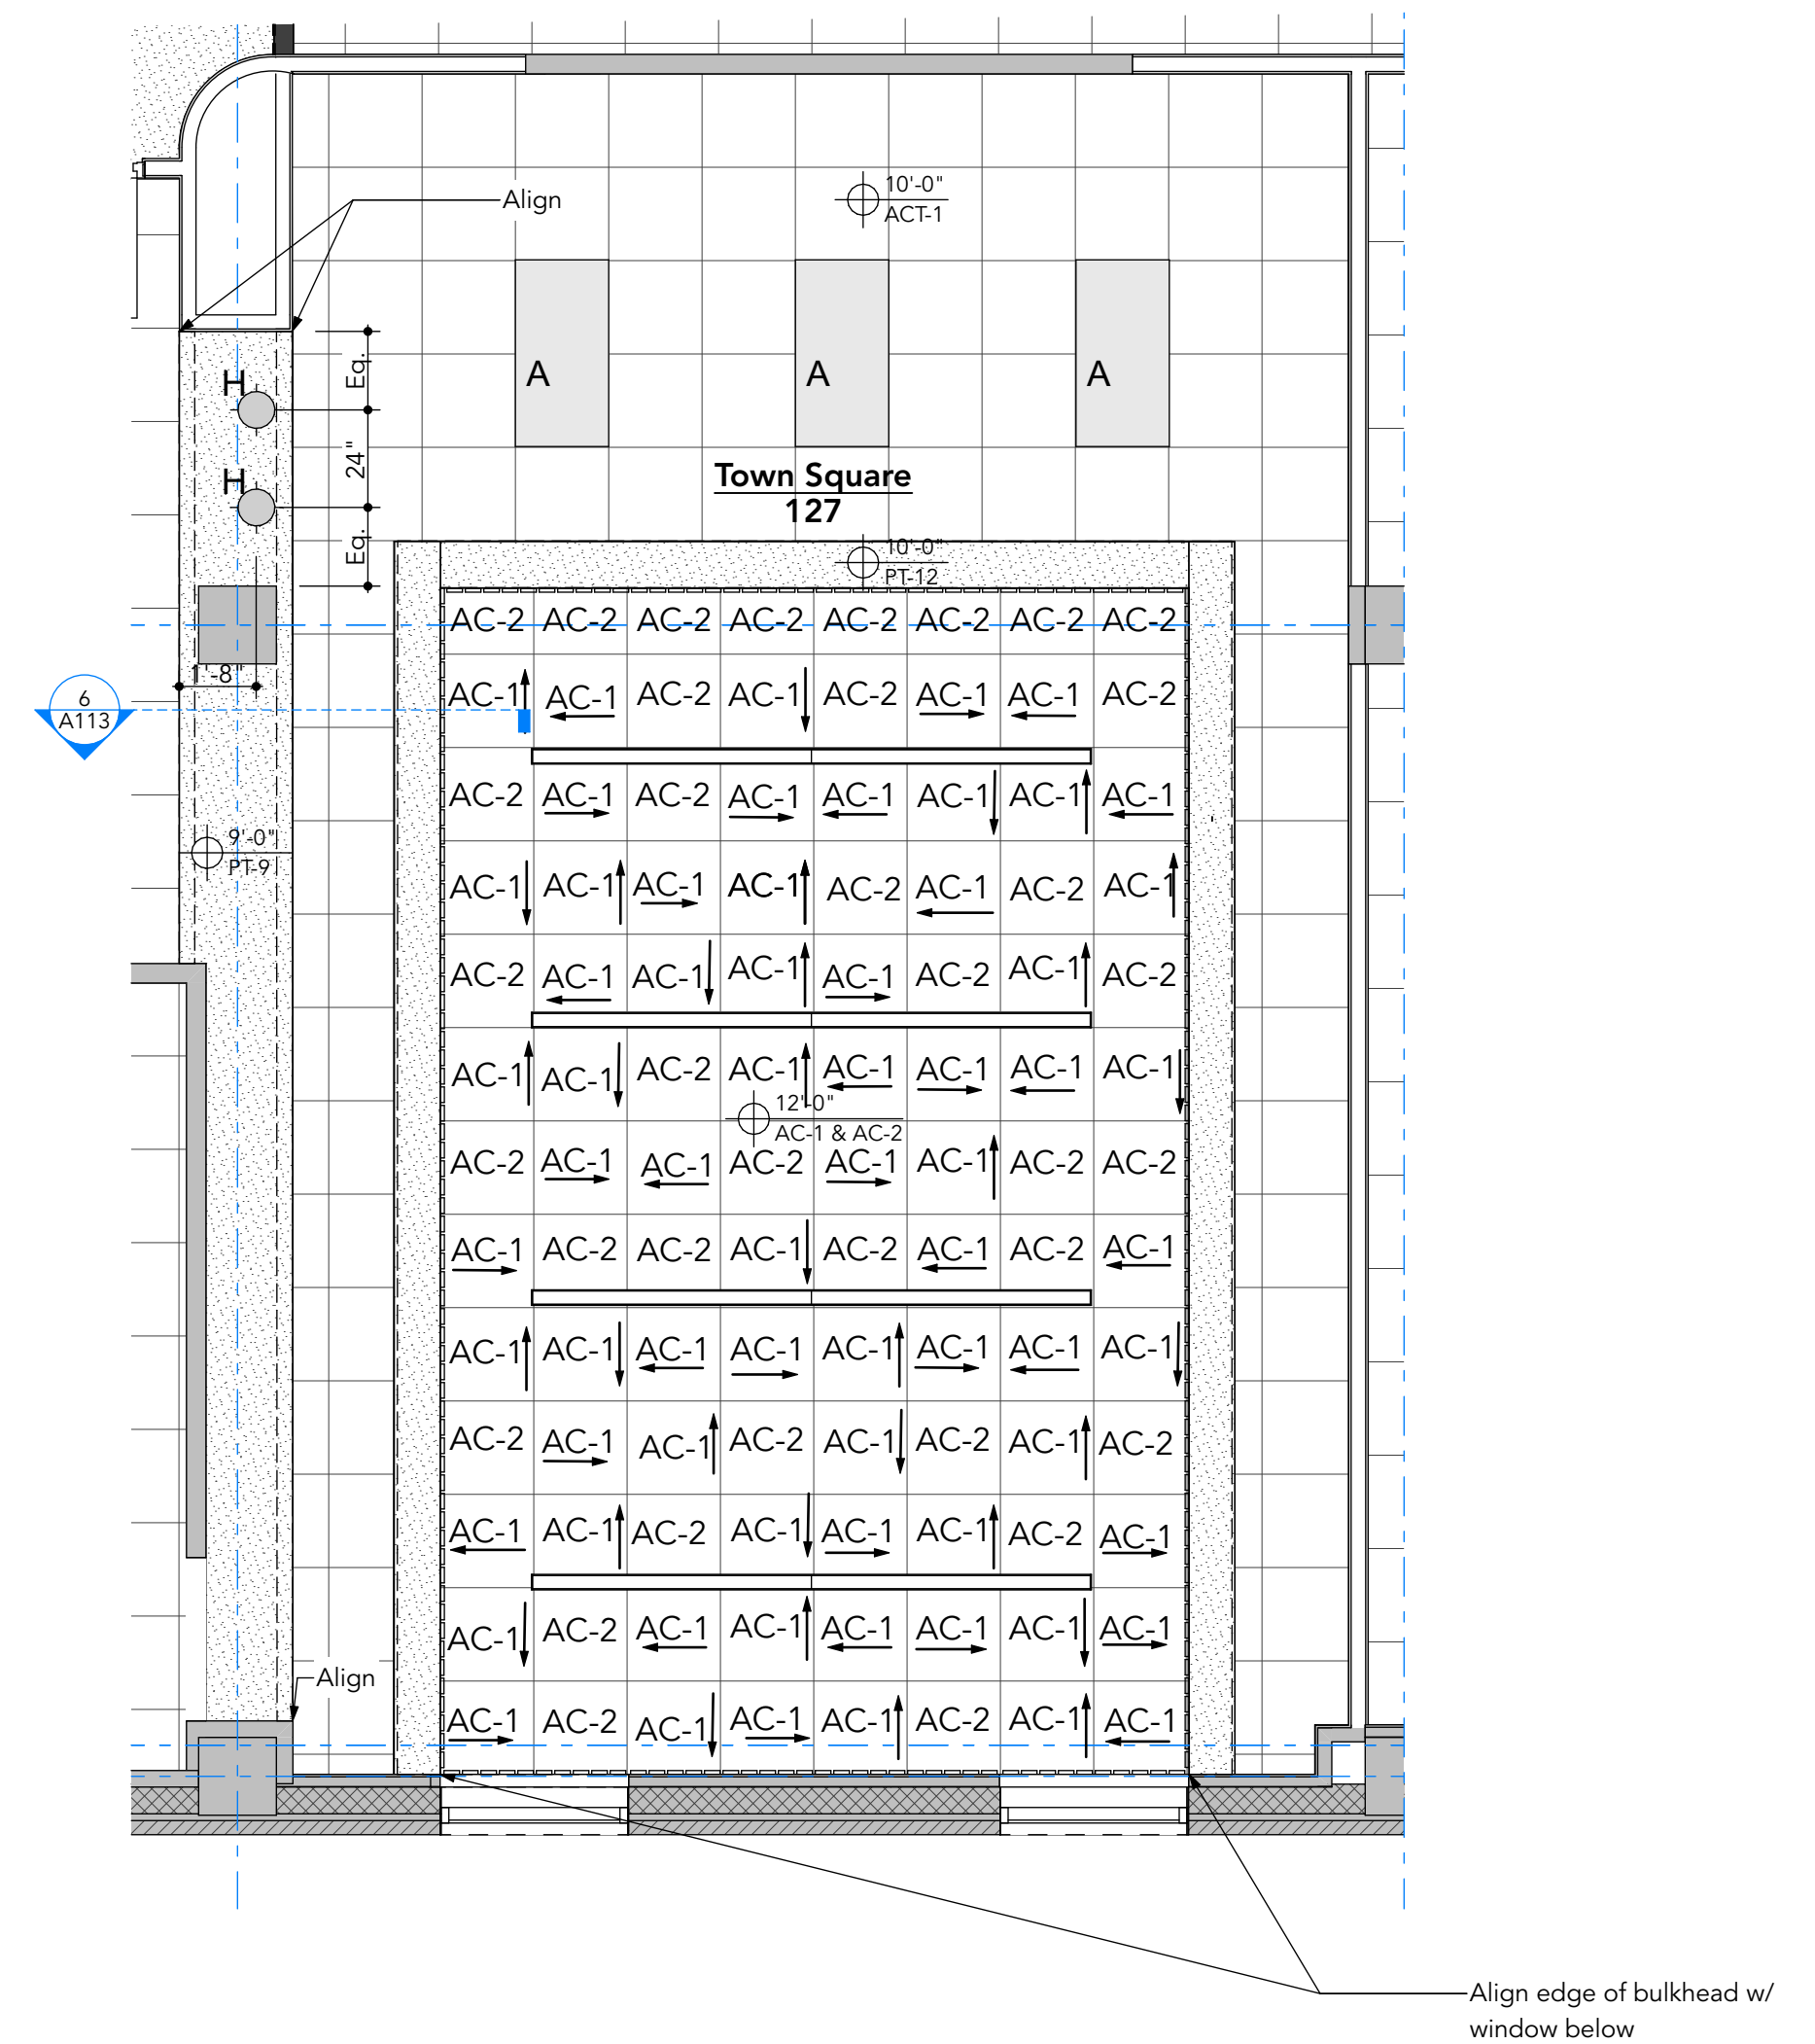 Align
10'-0"
ACT-1
H
Eq.
A
A
A
24"
H
Town Square
127
Eq.
10'-0"
PT-12
AC-2 AC-2 AC-2 AC-2 AC-2 AC-2 AC-2 AC-2
1'-8"
6
A113
AC-1 AC-1 AC-2 AC-1 AC-2 AC-1 AC-1 AC-2
AC-2 AC-1 AC-2 AC-1 AC-1 AC-1 AC-1 AC-1
9'-0"
PT-9
AC-1 AC-1 AC-1 AC-1 AC-2 AC-1 AC-2 AC-1
AC-2 AC-1 AC-1 AC-1 AC-1 AC-2 AC-1 AC-2
AC-1 AC-1 AC-2 AC-1 AC-1 AC-1 AC-1 AC-1
12'-0"
AC-1 & AC-2
AC-2 AC-1 AC-1 AC-2 AC-1 AC-1 AC-2 AC-2
AC-1 AC-2 AC-2 AC-1 AC-2 AC-1 AC-2 AC-1
AC-1 AC-1 AC-1 AC-1 AC-1 AC-1 AC-1 AC-1
AC-2 AC-1 AC-1 AC-2 AC-1 AC-2 AC-1 AC-2
AC-1 AC-1 AC-2 AC-1 AC-1 AC-1 AC-2 AC-1
AC-1 AC-2 AC-1 AC-1 AC-1 AC-1 AC-1 AC-1
Align
AC-1 AC-2 AC-1 AC-1 AC-1 AC-2 AC-1 AC-1
Align edge of bulkhead w/
window below